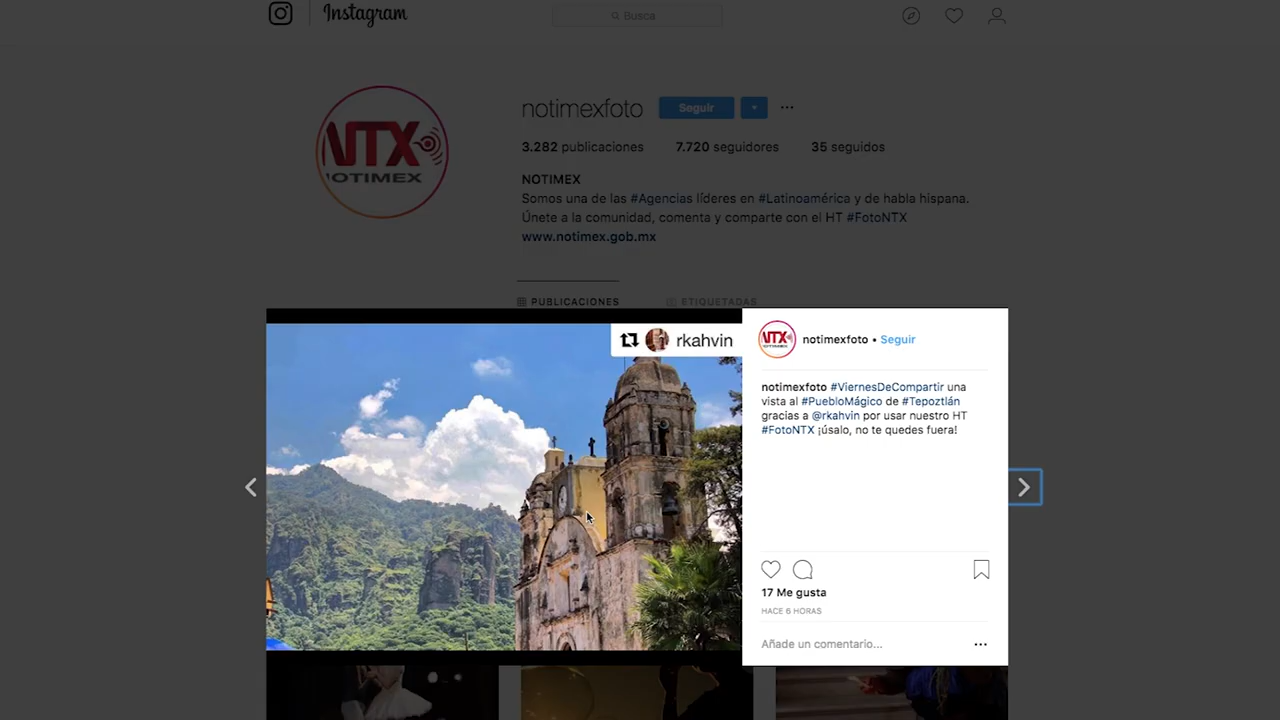 Instagram
Busca
notimexfoto Seguir
3.282 publicaciones 7.720 seguidores 35 seguidos
NTX
NOTIMEX
NOTIMEX
Somos una de las #Agencias líderes en #Latinoamérica y de habla hispana.
Únete a la comunidad, comenta y comparte con el HT #FotoNTX
www.notimex.gob.mx
PUBLICACIONES ETIQUETADAS
rkahvin
NTX
NOTIMEX
notimexfoto • Seguir
notimexfoto #ViernesDeCompartir una
vista al #PuebloMágico de #Tepoztlán
gracias a @rkahvin por usar nuestro HT
#FotoNTX ¡úsalo, no te quedes fuera!
17 Me gusta
HACE 6 HORAS
Añade un comentario...